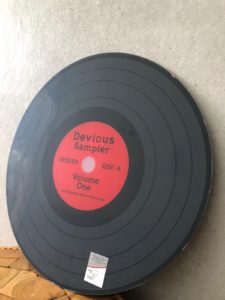 Devious
Sampler
STEREO SIDE A
Volume
One